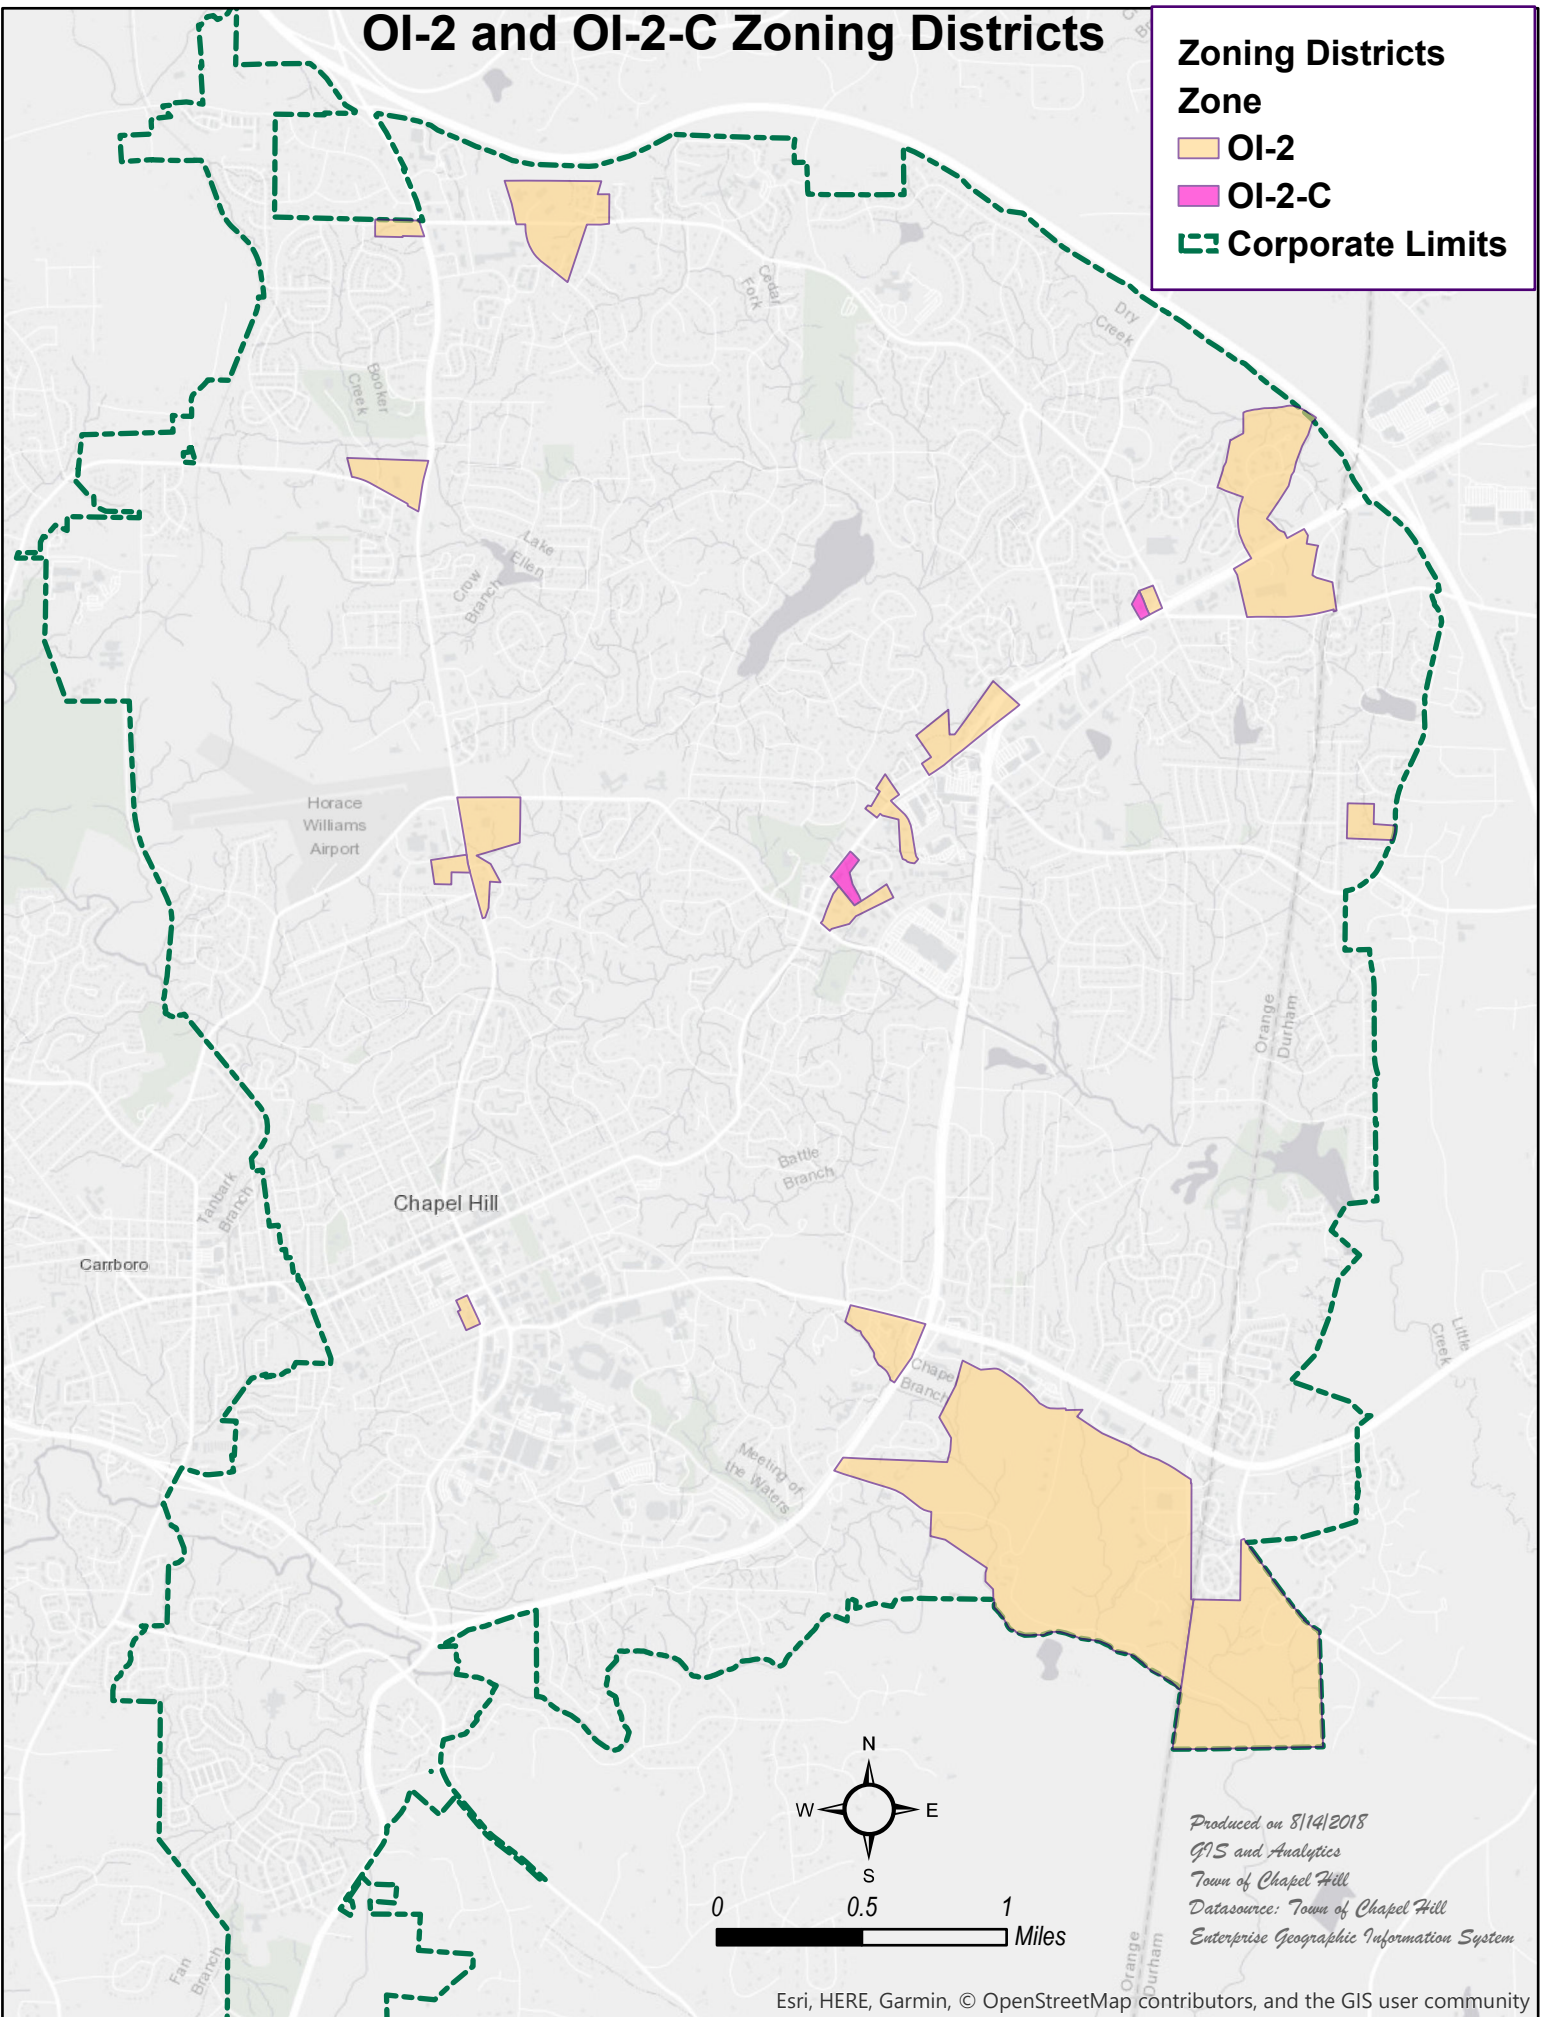 OI-2 and OI-2-C Zoning Districts
Zoning Districts
Zone
OI-2
OI-2-C
Corporate Limits
Cedar
Fork
Dry
Creek
Booker
Creek
Lake
Ellen
Crow
Branch
Horace
Williams
Airport
Orange
Durham
Battle
Branch
Tanbark
Branch
Chapel Hill
Carrboro
Little
Creek
Chapel
Branch
Meeting of
the Waters
N
W
E
S
0
0.5
1
Miles
Fan
Branch
Orange
Durham
Produced on 8/14/2018
GIS and Analytics
Town of Chapel Hill
Datasource: Town of Chapel Hill
Enterprise Geographic Information System
Esri, HERE, Garmin, © OpenStreetMap contributors, and the GIS user community